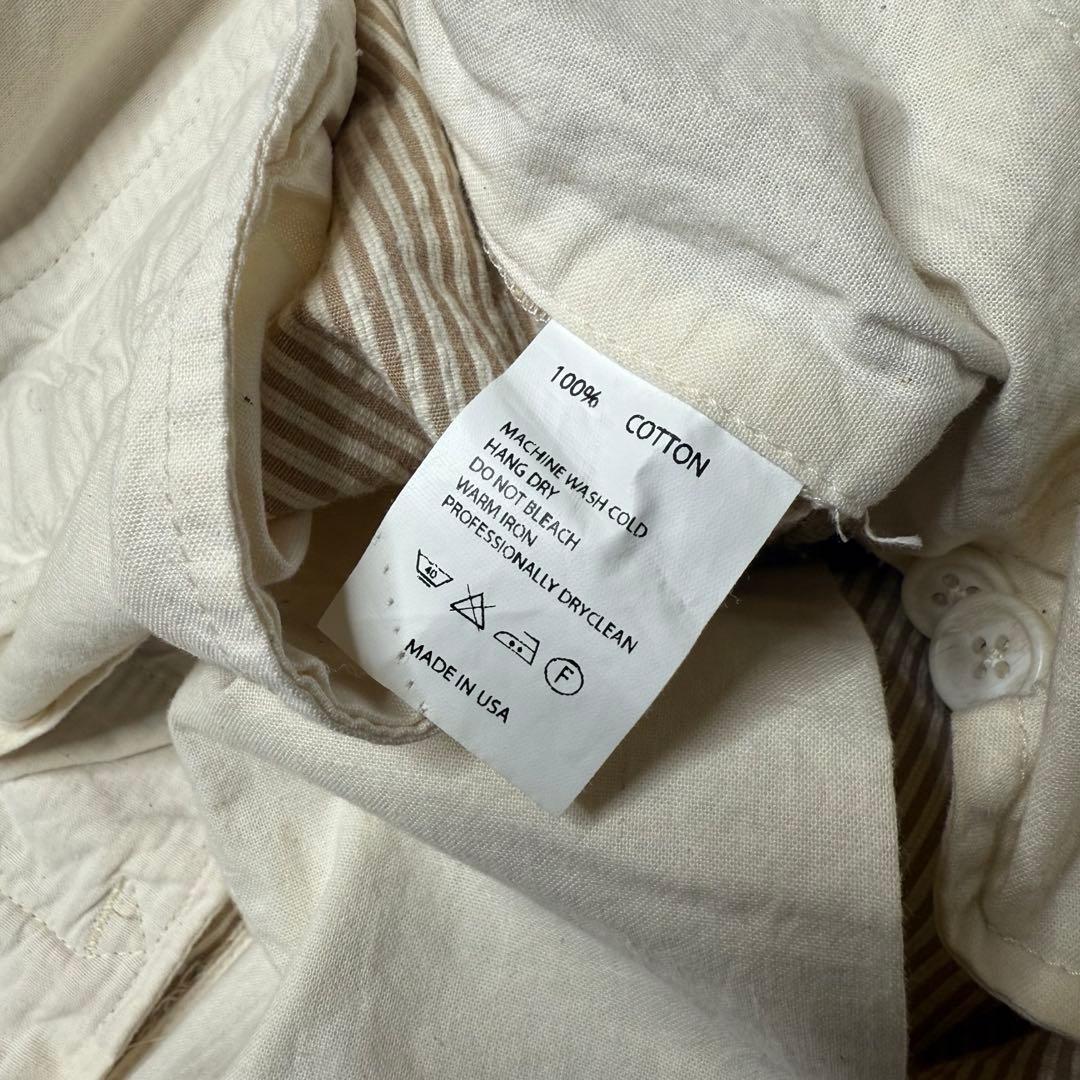 100% COTTON
MACHINE WASH COLD
HANG DRY
DO NOT BLEACH
WARM IRON
PROFESSIONALLY DRYCLEAN
40 F
MADE IN USA